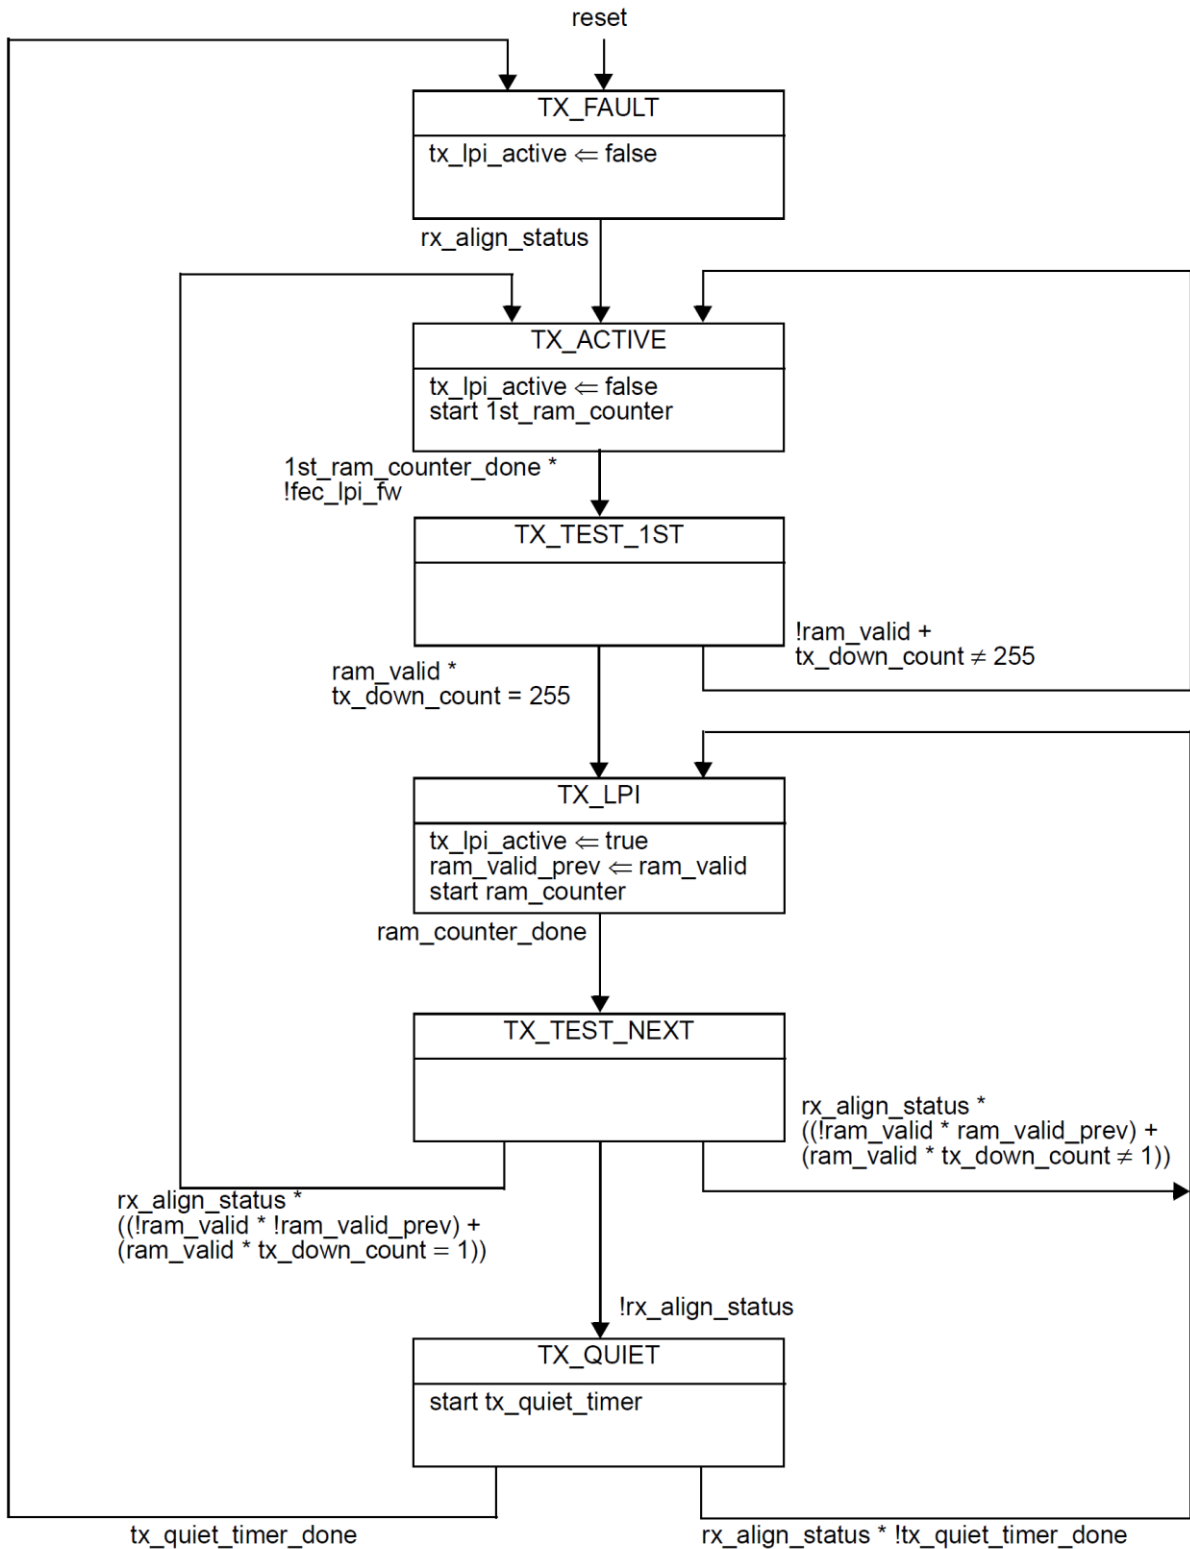 reset
TX_FAULT
tx_lpi_active ⇐ false
rx_align_status
TX_ACTIVE
tx_lpi_active ⇐ false
start 1st_ram_counter
1st_ram_counter_done *
!fec_lpi_fw
TX_TEST_1ST
!ram_valid +
tx_down_count ≠ 255
ram_valid *
tx_down_count = 255
TX_LPI
tx_lpi_active ⇐ true
ram_valid_prev ⇐ ram_valid
start ram_counter
ram_counter_done
TX_TEST_NEXT
rx_align_status *
((!ram_valid * ram_valid_prev) +
(ram_valid * tx_down_count ≠ 1))
rx_align_status *
((!ram_valid * !ram_valid_prev) +
(ram_valid * tx_down_count = 1))
!rx_align_status
TX_QUIET
start tx_quiet_timer
tx_quiet_timer_done
rx_align_status * !tx_quiet_timer_done